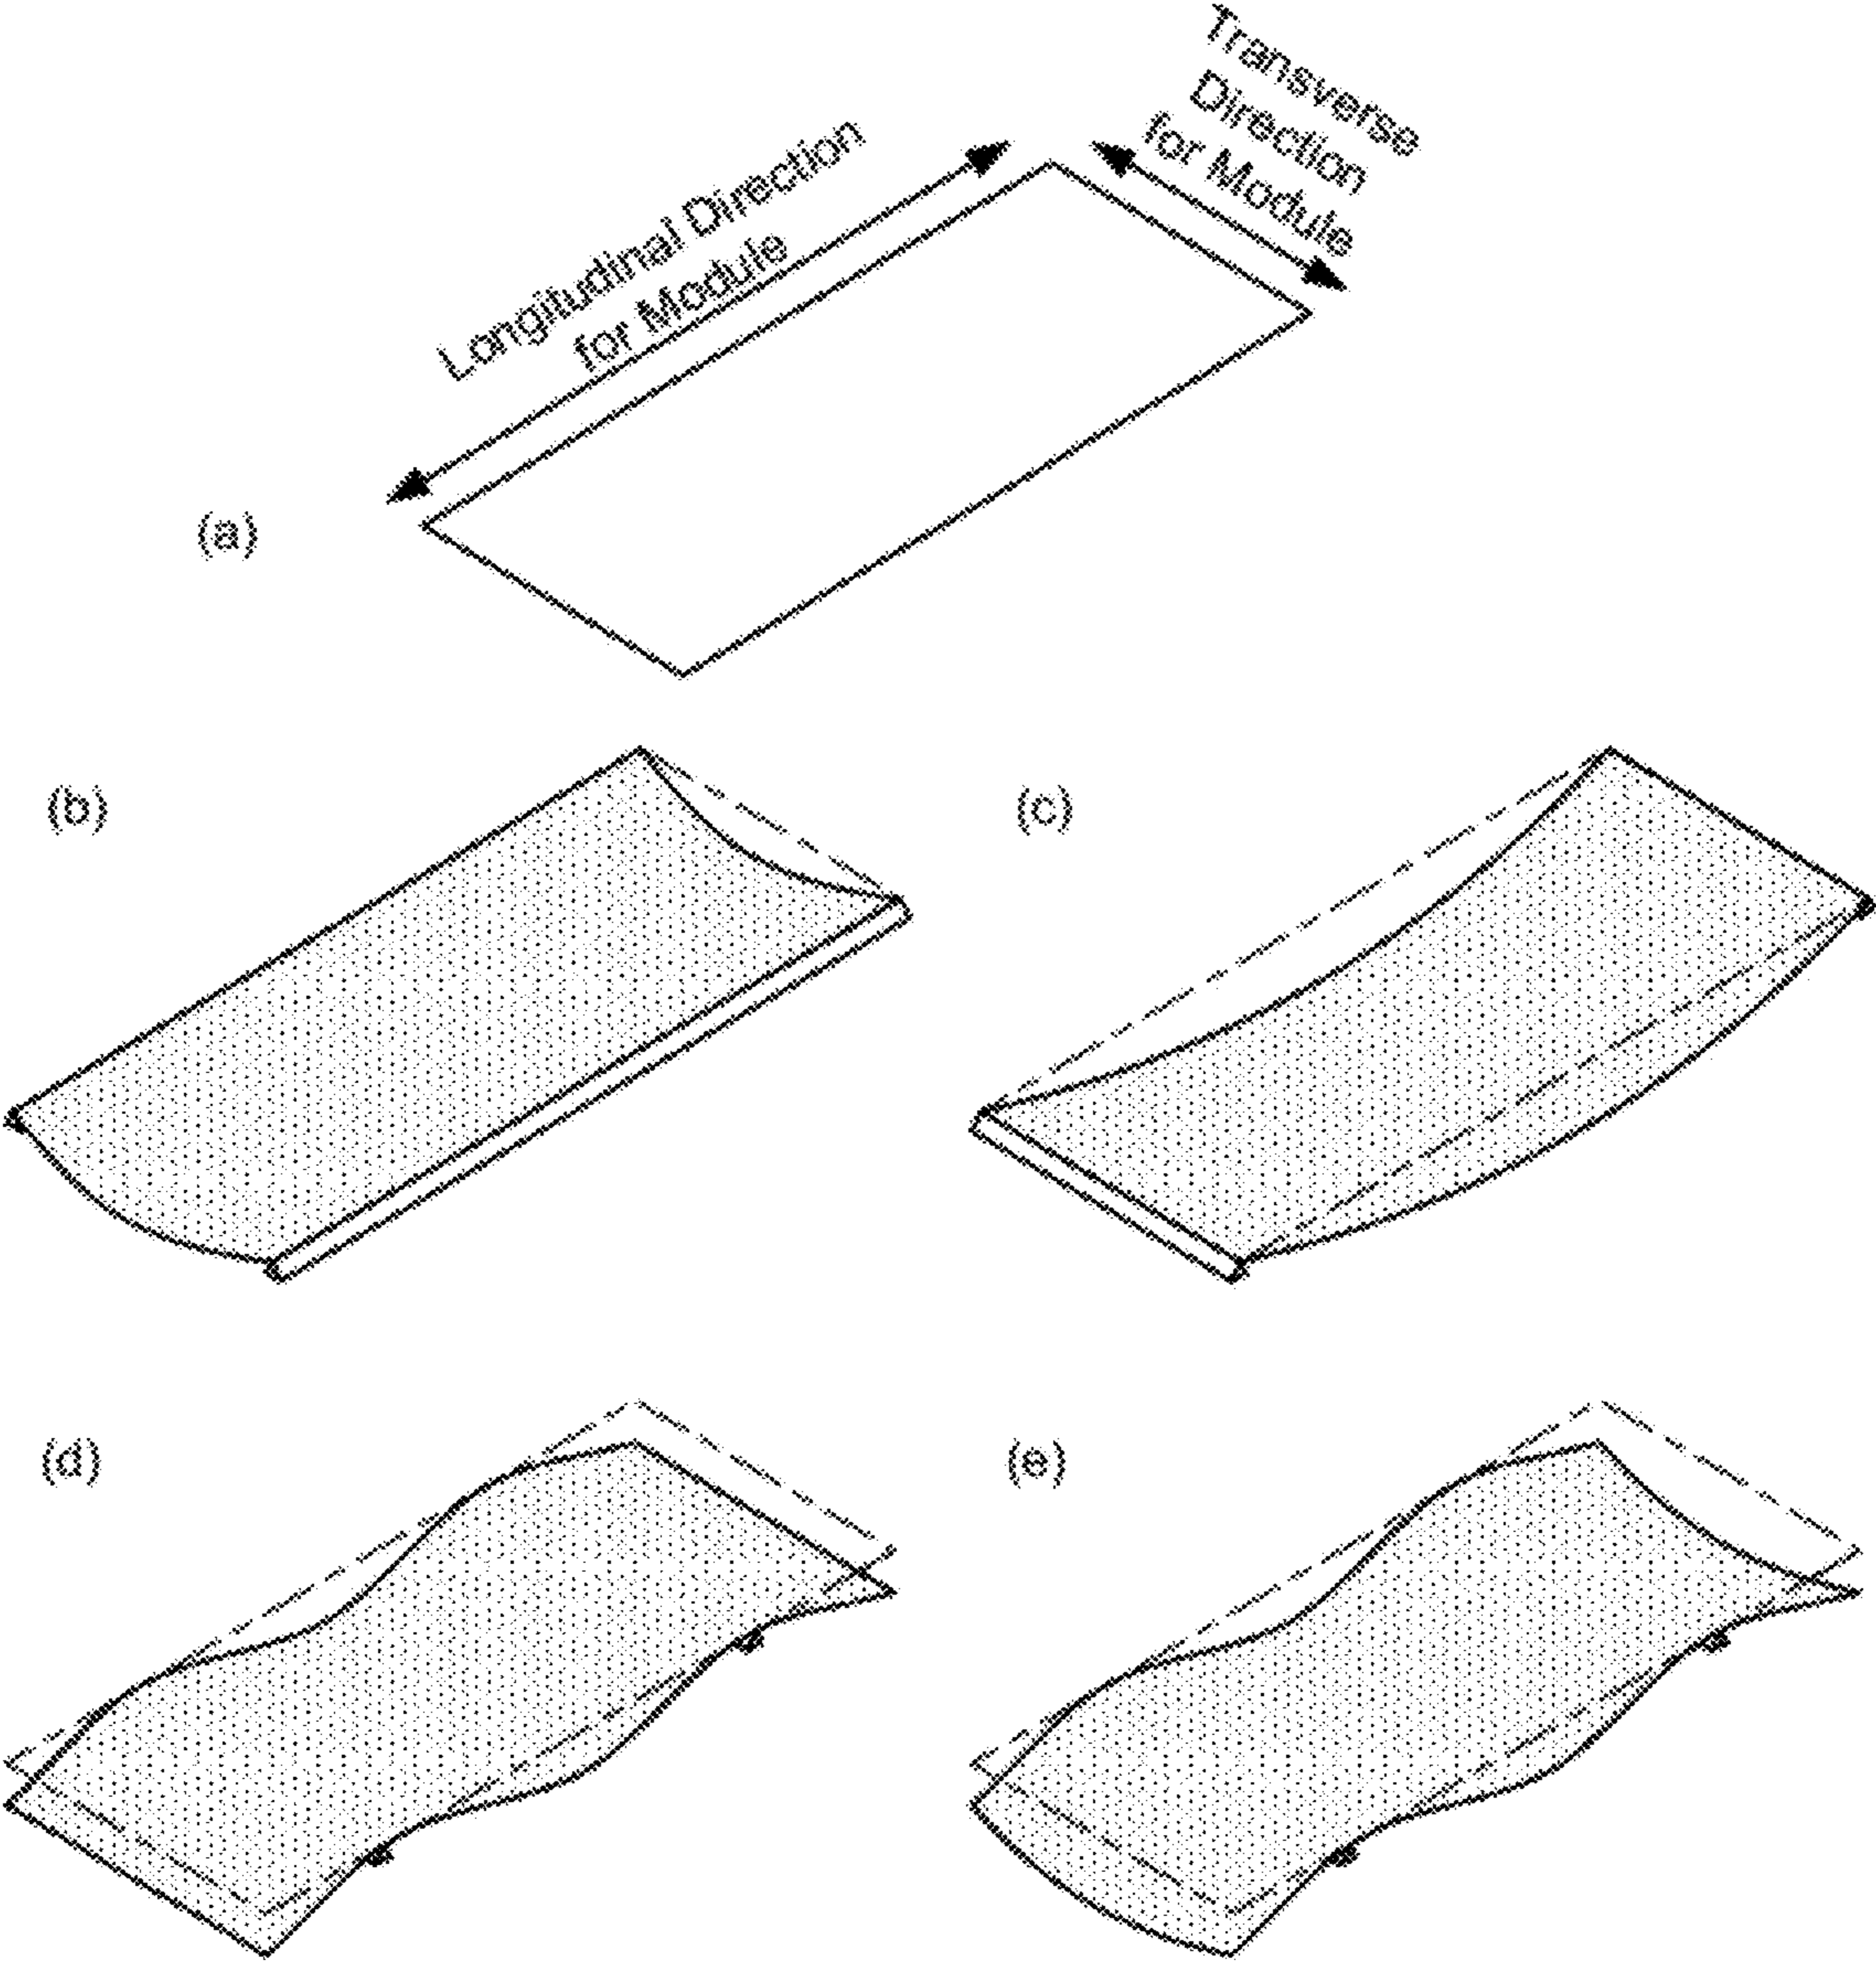 Transverse
Direction
for Module
Longitudinal Direction
for Module
(a)
(b)
(c)
(d)
(e)